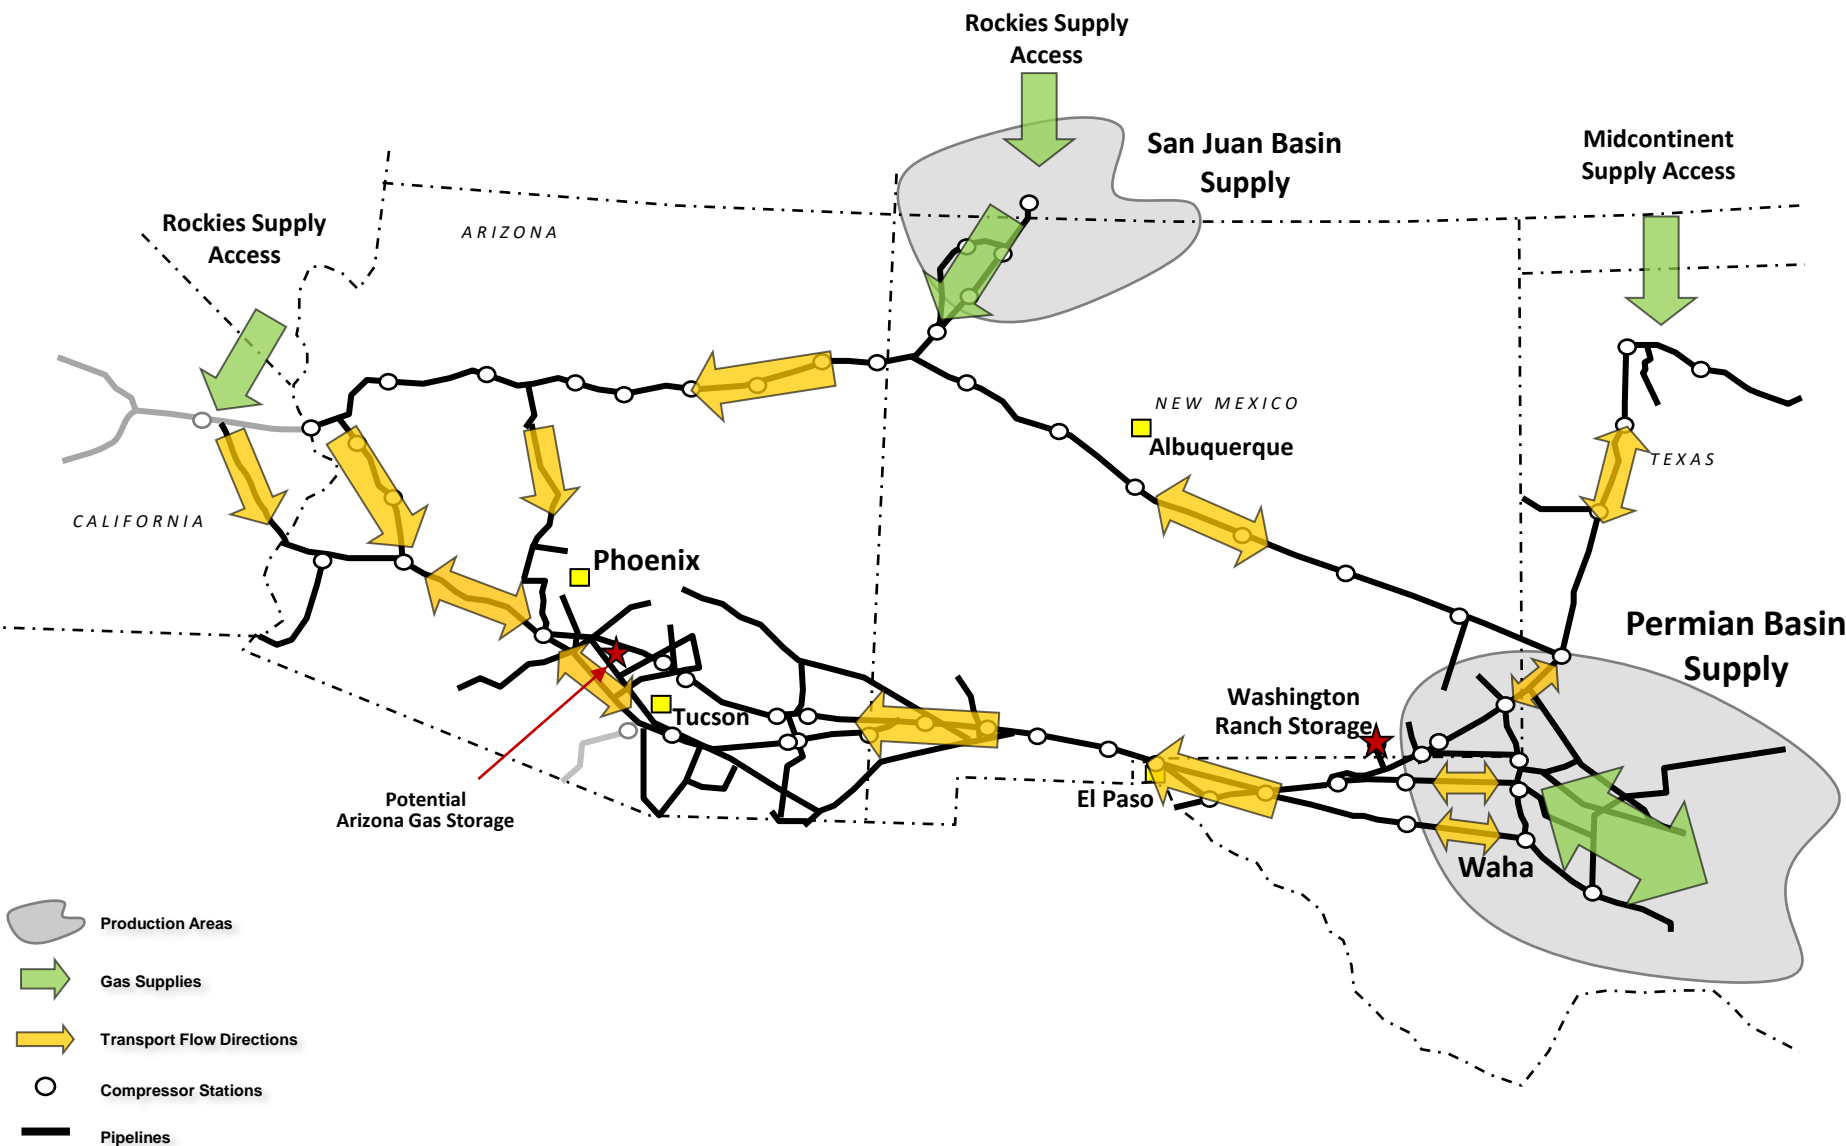 Rockies Supply
Access
San Juan Basin
Supply
Midcontinent
Supply Access
Rockies Supply
Access
ARIZONA
NEW MEXICO
Albuquerque
TEXAS
CALIFORNIA
Phoenix
Permian Basin
Supply
Washington
Ranch Storage
Tucson
El Paso
Potential
Arizona Gas Storage
Waha
Production Areas
Gas Supplies
Transport Flow Directions
Compressor Stations
Pipelines